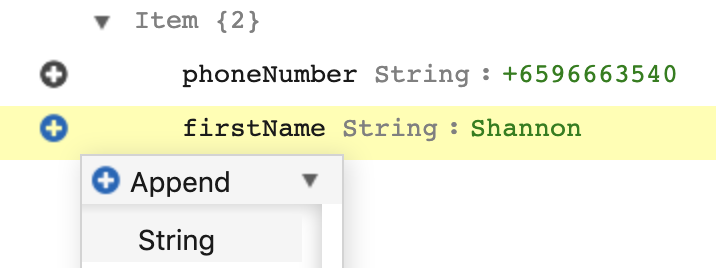 Item {2}
phoneNumber String : +6596663540
firstName String : Shannon
Append
String